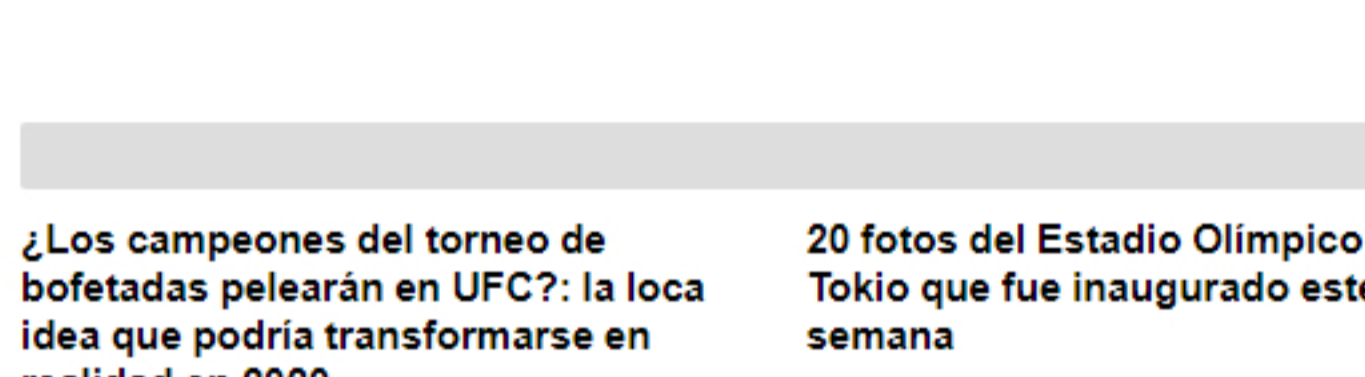 ¿Los campeones del torneo de
bofetadas pelearán en UFC?: la loca
idea que podría transformarse en
20 fotos del Estadio Olímpico
Tokio que fue inaugurado
semana